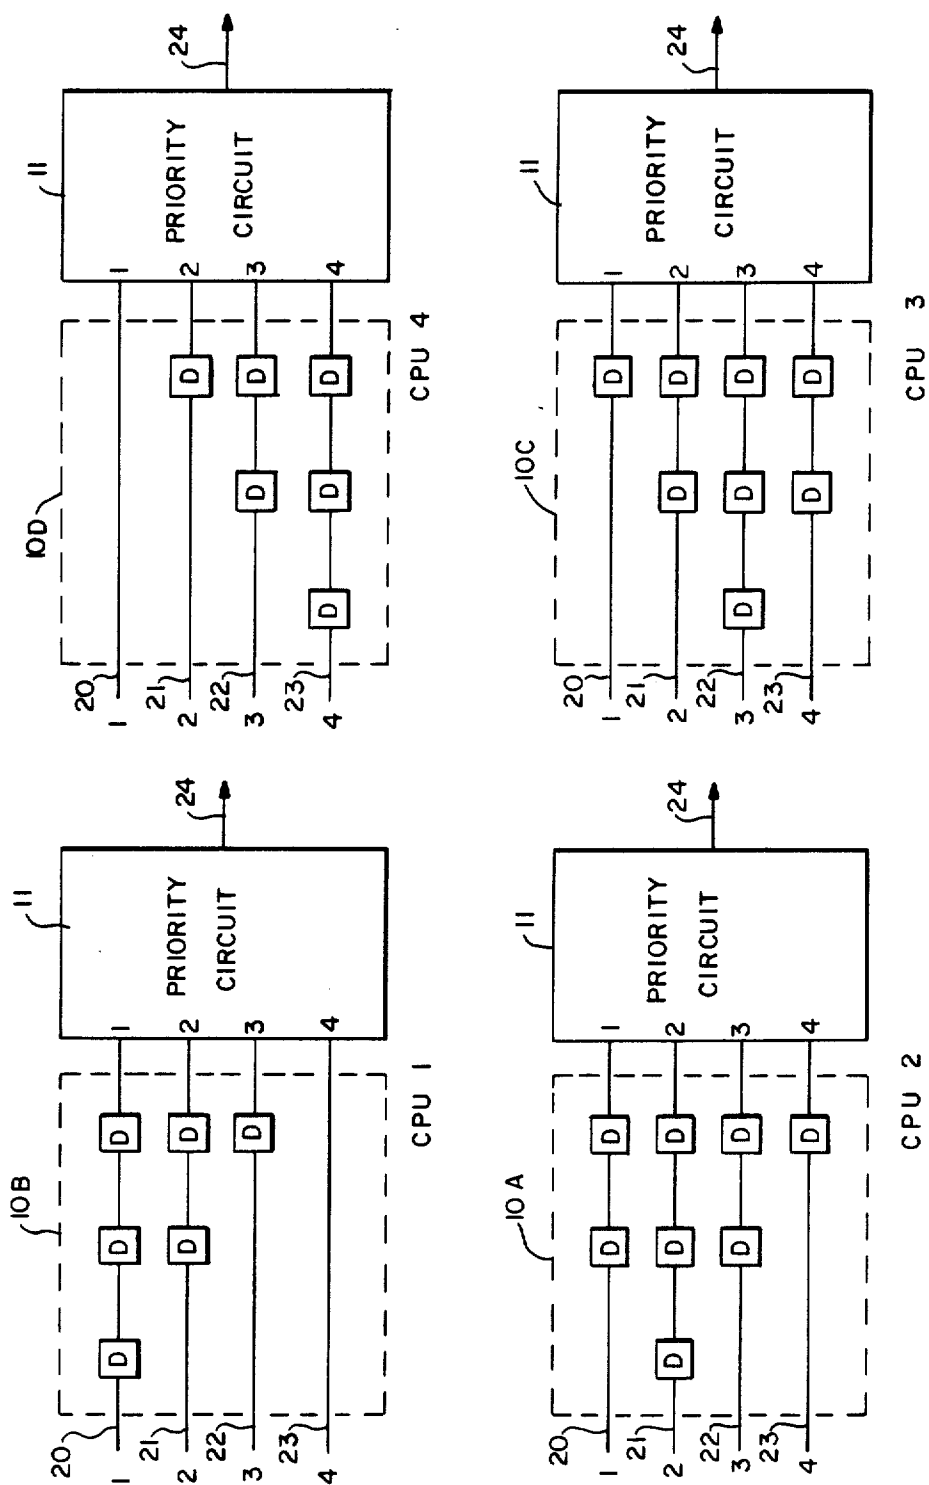 10B
11
24
20
1 D D D 1
21
2 D D 2
22
3 D 3
23
4 4
PRIORITY
CIRCUIT
CPU 1
10D
11
24
20
1 1
21
2 D 2
22
3 D D 3
23
4 D D D 4
PRIORITY
CIRCUIT
CPU 4
10A
11
24
20
1 D D 1
21
2 D D D 2
22
3 D D 3
23
4 D 4
PRIORITY
CIRCUIT
CPU 2
10C
11
24
20
1 D 1
21
2 D D 2
22
3 D D D 3
23
4 D D 4
PRIORITY
CIRCUIT
CPU 3